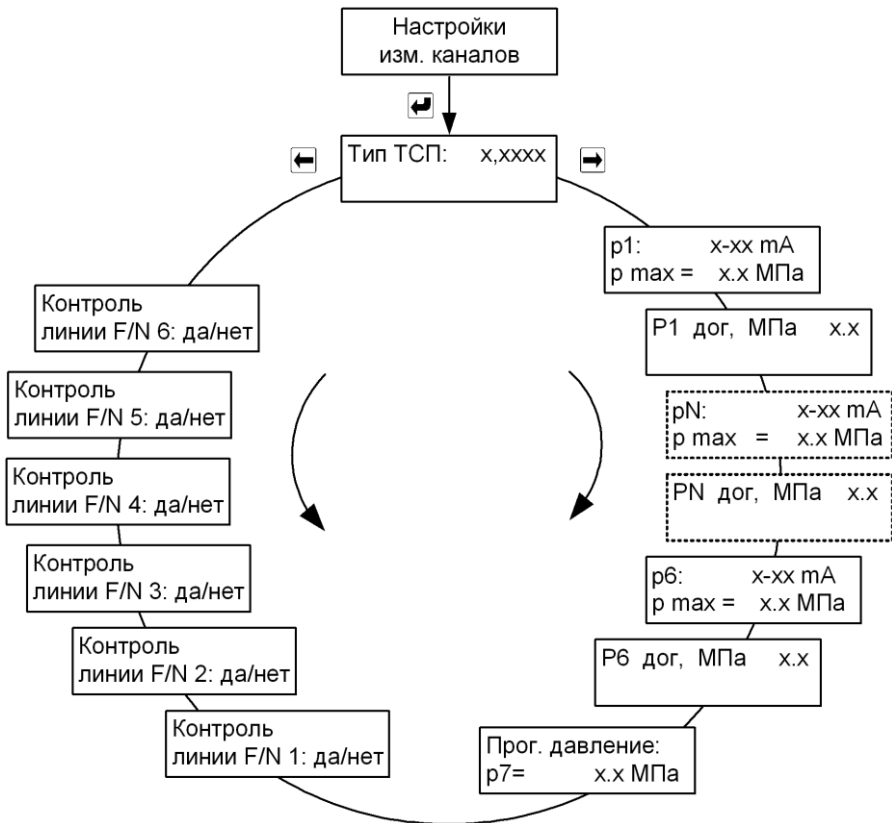 Настройки
изм. каналов
Тип ТСП: x,xxxx
p1: x-xx mA
p max = x.x МПа
P1 дог, МПа x.x
pN: x-xx mA
p max = x.x МПа
PN дог, МПа x.x
p6: x-xx mA
p max = x.x МПа
P6 дог, МПа x.x
Прог. давление:
p7= x.x МПа
Контроль
линии F/N 1: да/нет
Контроль
линии F/N 2: да/нет
Контроль
линии F/N 3: да/нет
Контроль
линии F/N 4: да/нет
Контроль
линии F/N 5: да/нет
Контроль
линии F/N 6: да/нет